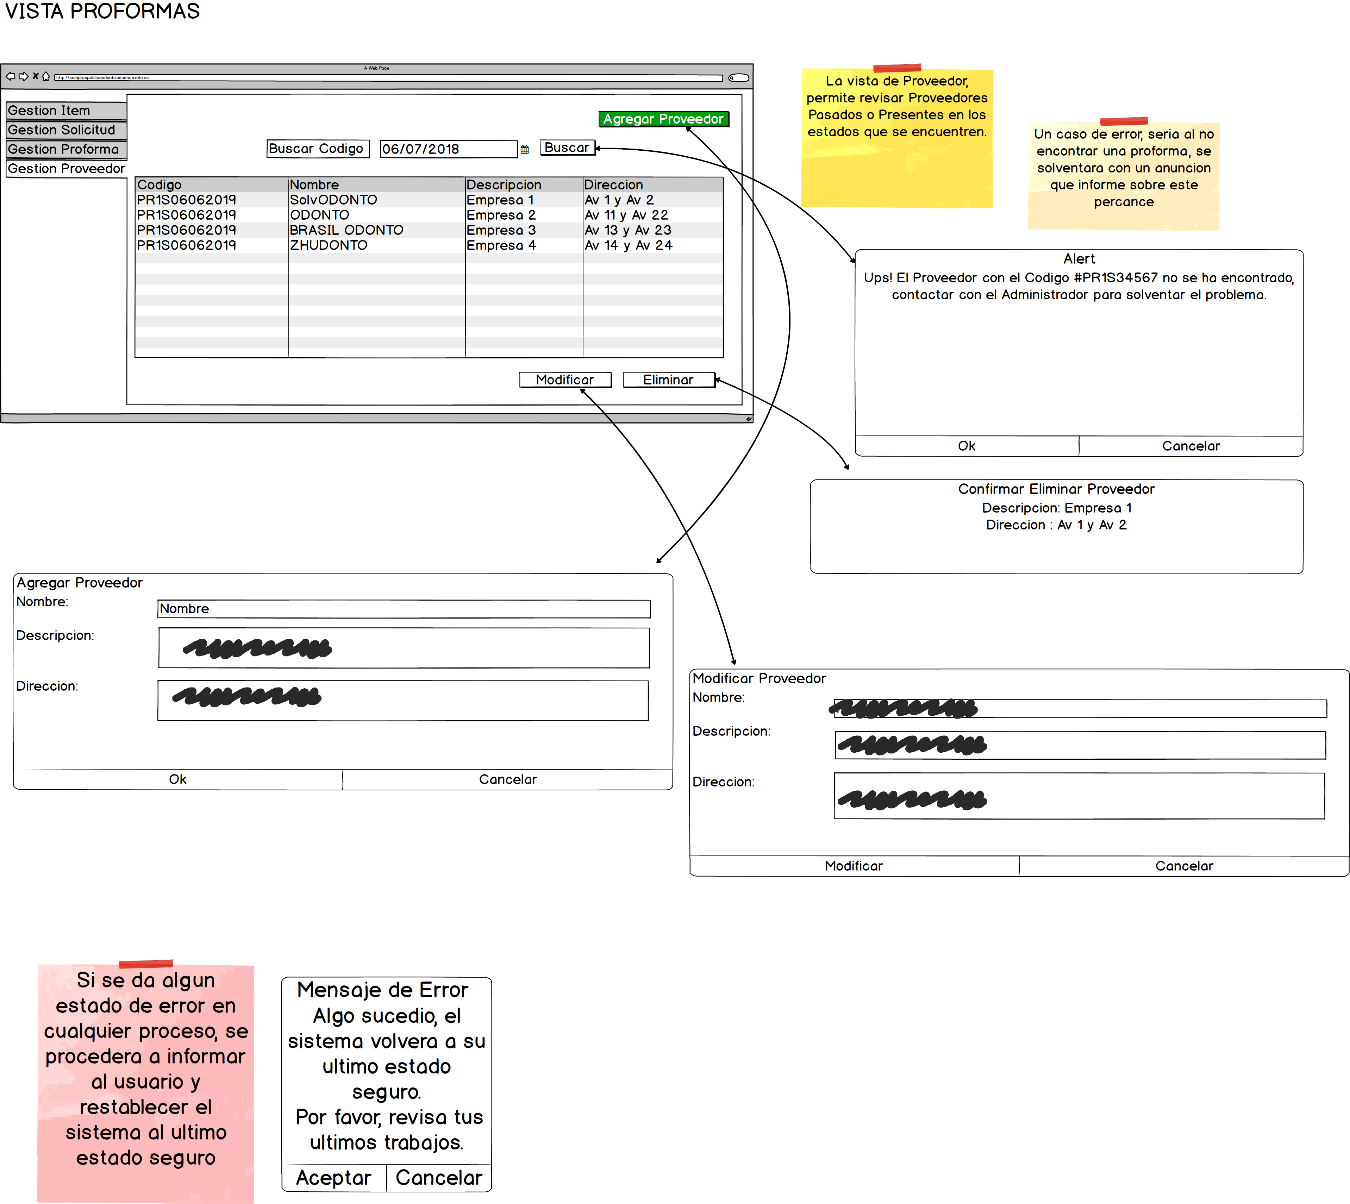 VISTA PROFORMAS
A Web Page
Gestion Item
Gestion Solicitud
Gestion Proforma
Gestion Proveedor
Agregar Proveedor
Buscar Codigo
06/07/2018
Buscar
Codigo Nombre Descripcion Direccion
PR1S06062019 SolvODONTO Empresa 1 Av 1 y Av 2
PR1S06062019 ODONTO Empresa 2 Av 11 y Av 22
PR1S06062019 BRASIL ODONTO Empresa 3 Av 13 y Av 23
PR1S06062019 ZHUDONTO Empresa 4 Av 14 y Av 24
Modificar
Eliminar
La vista de Proveedor,
permite revisar Proveedores
Pasados o Presentes en los
estados que se encuentren.
Un caso de error, seria al no
encontrar una proforma, se
solventara con un anuncion
que informe sobre este
percance
Alert
Ups! El Proveedor con el Codigo #PR1S34567 no se ha encontrado,
contactar con el Administrador para solventar el problema.
Ok
Cancelar
Confirmar Eliminar Proveedor
Descripcion: Empresa 1
Direccion : Av 1 y Av 2
Agregar Proveedor
Nombre:
Nombre
Descripcion:
Direccion:
Ok
Cancelar
Modificar Proveedor
Nombre:
Descripcion:
Direccion:
Modificar
Cancelar
Si se da algun
estado de error en
cualquier proceso, se
procedera a informar
al usuario y
restablecer el
sistema al ultimo
estado seguro
Mensaje de Error
Algo sucedio, el
sistema volvera a su
ultimo estado
seguro.
Por favor, revisa tus
ultimos trabajos.
Aceptar
Cancelar